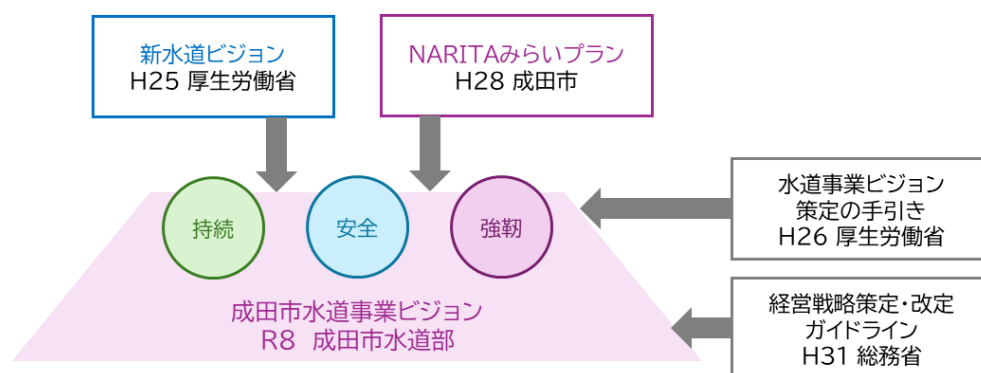 新水道ビジョン
H25 厚生労働省
NARITAみらいプラン
H28 成田市
水道事業ビジョン
策定の手引き
H26 厚生労働省
持続
安全
強靭
成田市水道事業ビジョン
R8 成田市水道部
経営戦略策定・改定
ガイドライン
H31 総務省